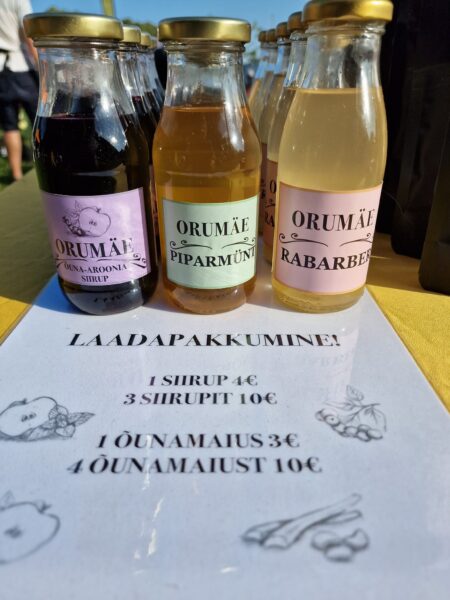 ORUMÄE
ÕUNA-AROONIA
SIIRUP
ORUMÄE
PIPARMÜNT
ORUMÄE
RABARBER
LAADAPAKKUMINE!
1 SIIRUP 4€
3 SIIRUPIT 10€
1 ÕUNAMAIUS 3€
4 ÕUNAMAIUST 10€